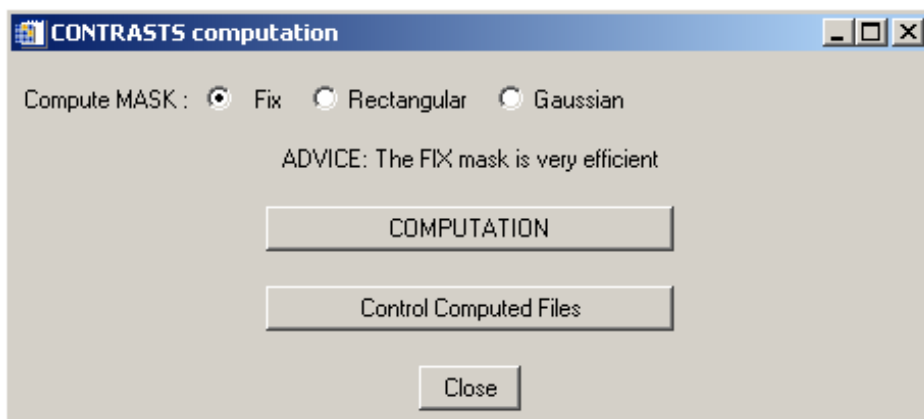 CONTRASTS computation
Compute MASK : Fix Rectangular Gaussian
ADVICE: The FIX mask is very efficient
COMPUTATION
Control Computed Files
Close